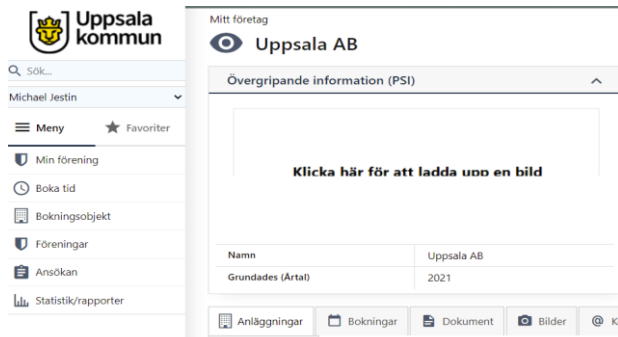 Uppsala
kommun
Sök...
Michael Jestin
Meny
Favoriter
Min förening
Boka tid
Bokningsobjekt
Föreningar
Ansökan
Statistik/rapporter
Mitt företag
Uppsala AB
Övergripande information (PSI)
Klicka här för att ladda upp en bild
Namn Uppsala AB
Grundades (Årtal) 2021
Anläggningar Bokningar Dokument Bilder @